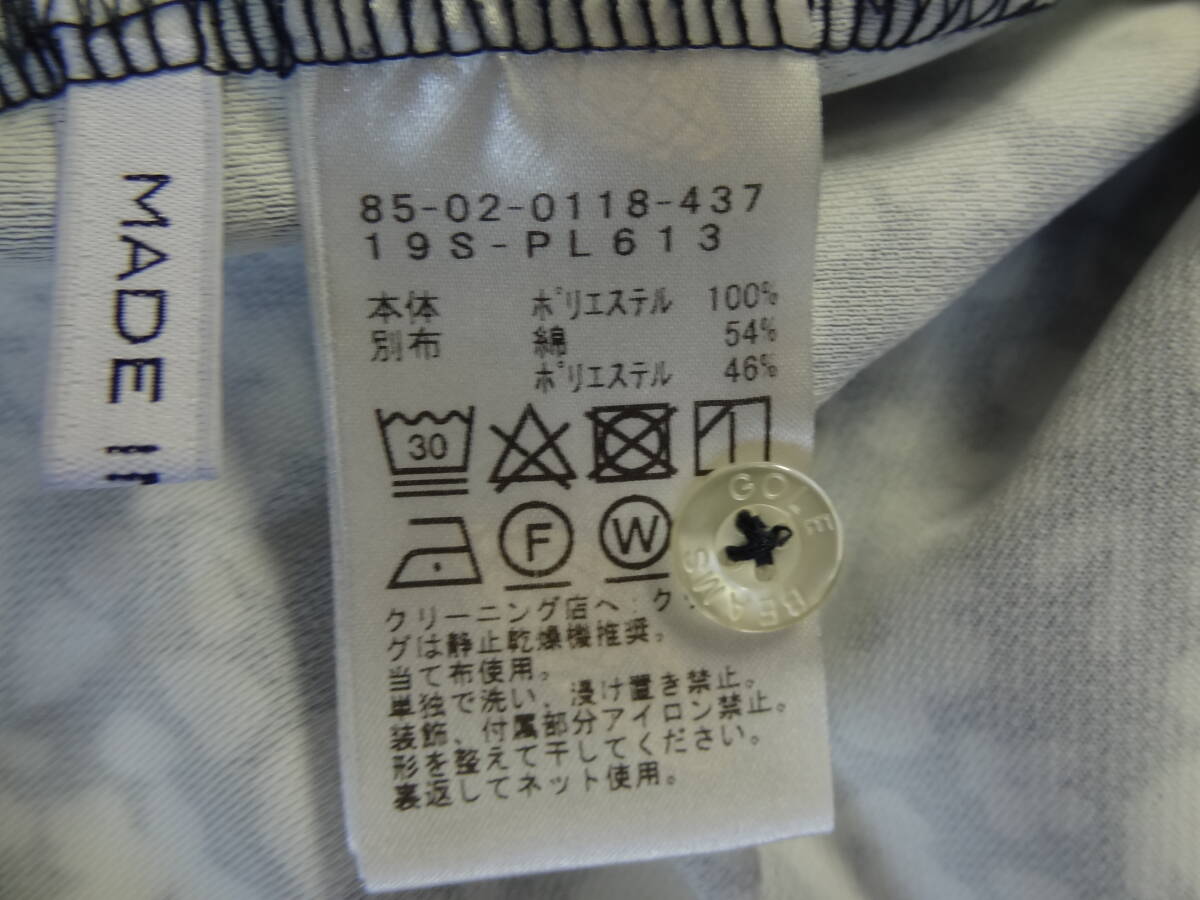 MADE
85-02-0118-437
19S-PL613
本体 ポリエステル 100%
別布 綿 54%
ポリエステル 46%
30
F W
GOLF
BEAMS
クリーニング店へ:ク
グは静止乾燥機推奨。
当て布使用。
単独で洗い、浸け置き禁止。
装飾、付属部分アイロン禁止。
形を整えて干してください。
裏返してネット使用。